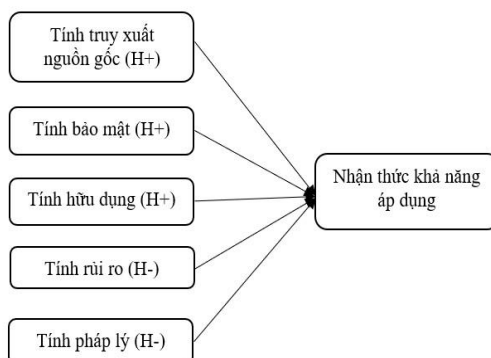 Tính truy xuất
nguồn gốc (H+)
Tính bảo mật (H+)
Tính hữu dụng (H+)
Tính rủi ro (H-)
Tính pháp lý (H-)
Nhận thức khả năng
áp dụng